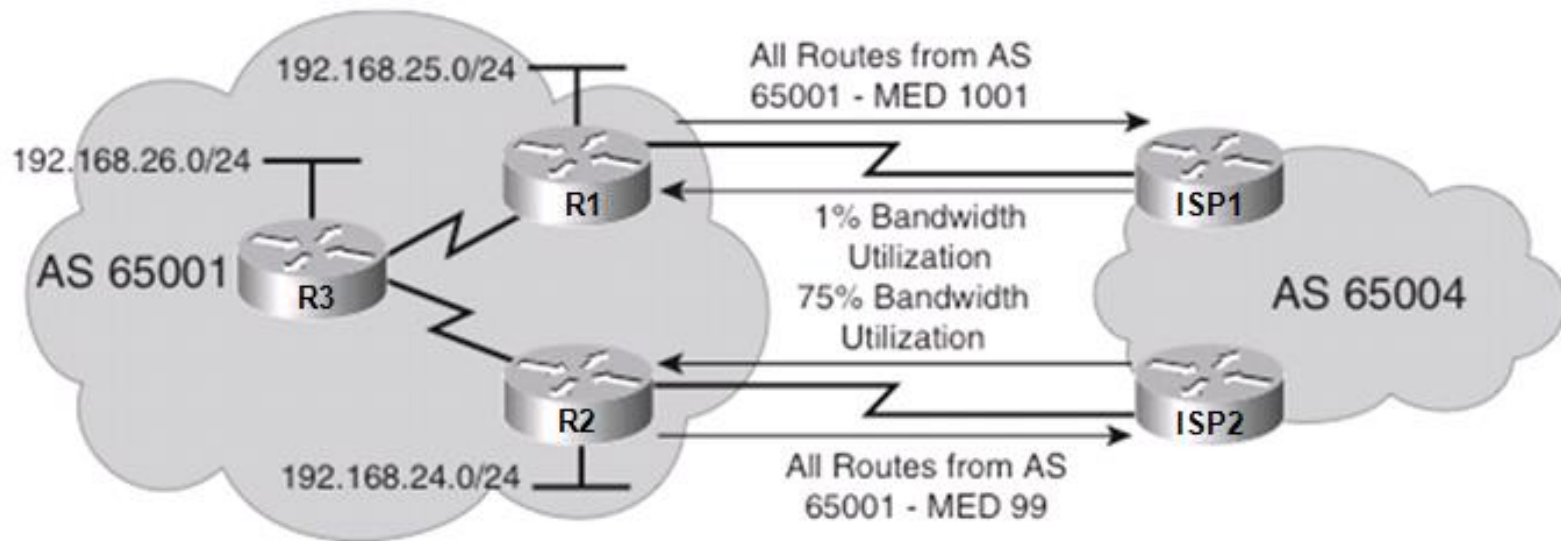 192.168.25.0/24
All Routes from AS
65001 - MED 1001
192.168.26.0/24
R1
ISP1
1% Bandwidth
Utilization
AS 65001
R3
75% Bandwidth
Utilization
AS 65004
R2
ISP2
192.168.24.0/24
All Routes from AS
65001 - MED 99